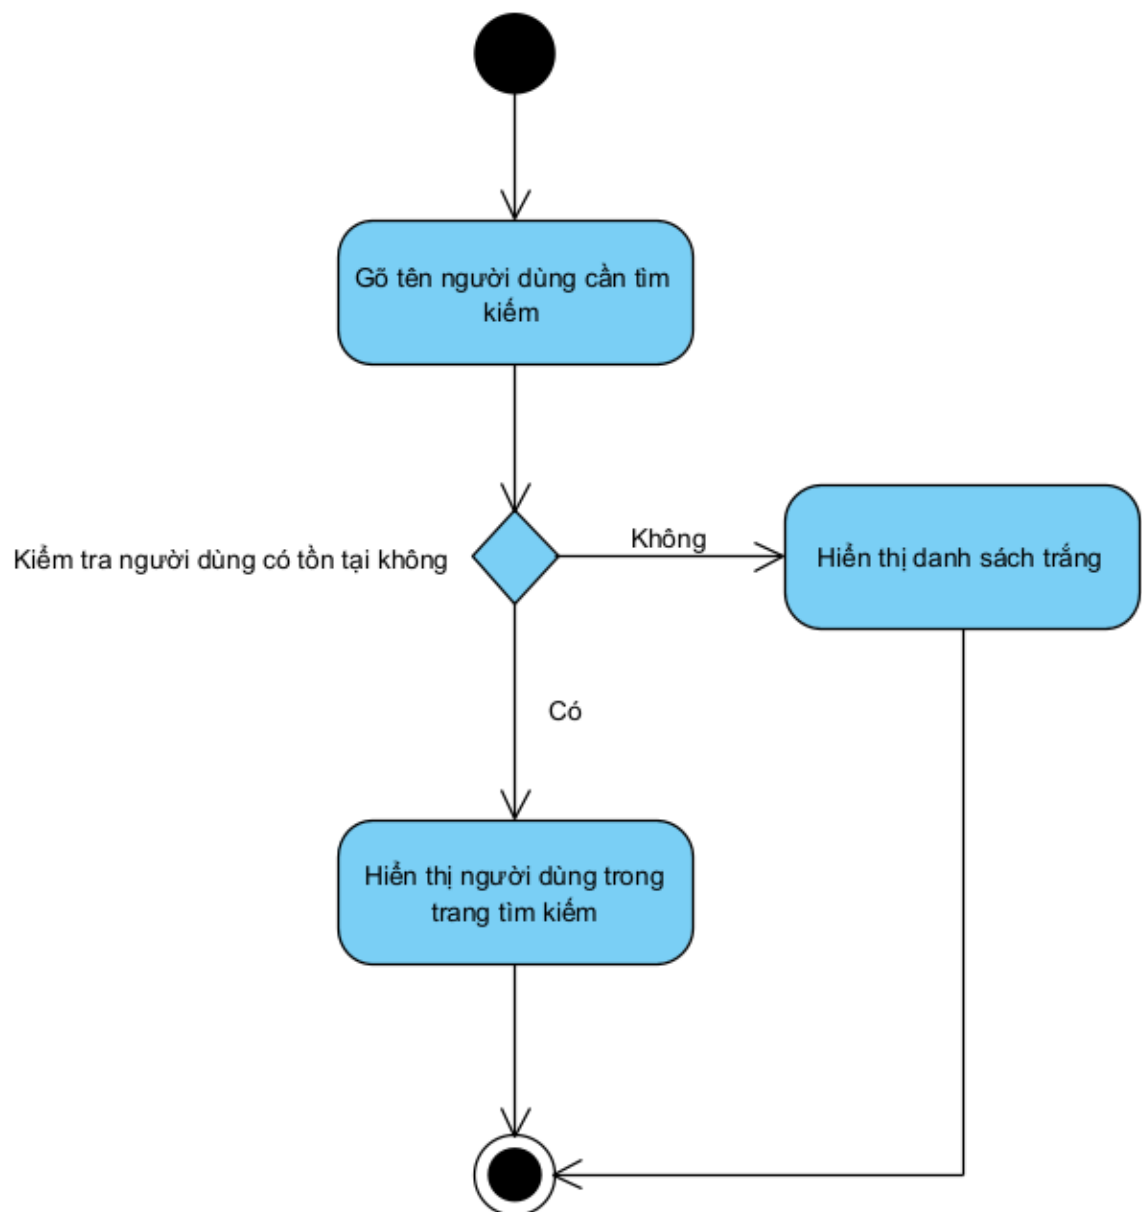 Gõ tên người dùng cần tìm
kiếm
Kiểm tra người dùng có tồn tại không
Không
Hiển thị danh sách trắng
Có
Hiển thị người dùng trong
trang tìm kiếm